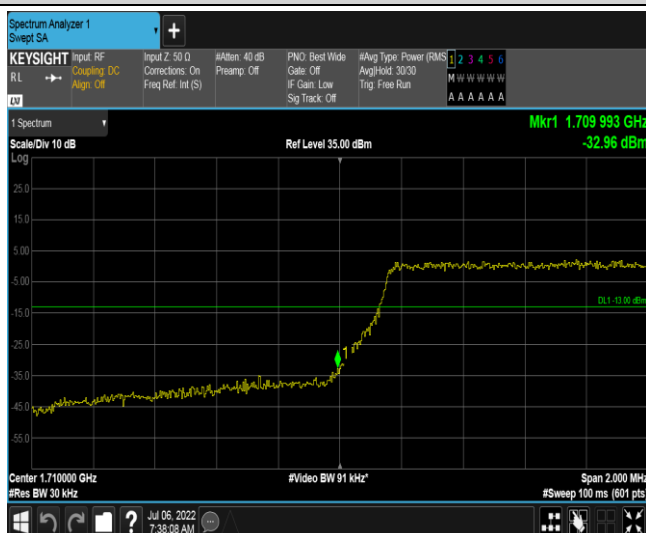 Spectrum Analyzer 1
Swept SA
+
KEYSIGHT Input: RF Input Z: 50 Ω #Atten: 40 dB PNO: Best Wide #Avg Type: Power (RMS 1 2 3 4 5 6
RL Coupling: DC Corrections: On Preamp: Off Gate: Off Avg|Hold: 30/30 M W W W W W
Align: Off Freq Ref: Int (S) IF Gain: Low Trig: Free Run
Sig Track: Off A A A A A A
LXI
1 Spectrum
Mkr1 1.709 993 GHz
Scale/Div 10 dB Ref Level 35.00 dBm -32.96 dBm
Log
25.0
15.0
5.00
-5.00
DL1 -13.00 dBm
-15.0
-25.0
1
-35.0
-45.0
-55.0
Center 1.710000 GHz #Video BW 91 kHz* Span 2.000 MHz
#Res BW 30 kHz #Sweep 100 ms (601 pts)
? Jul 06, 2022
7:38:08 AM